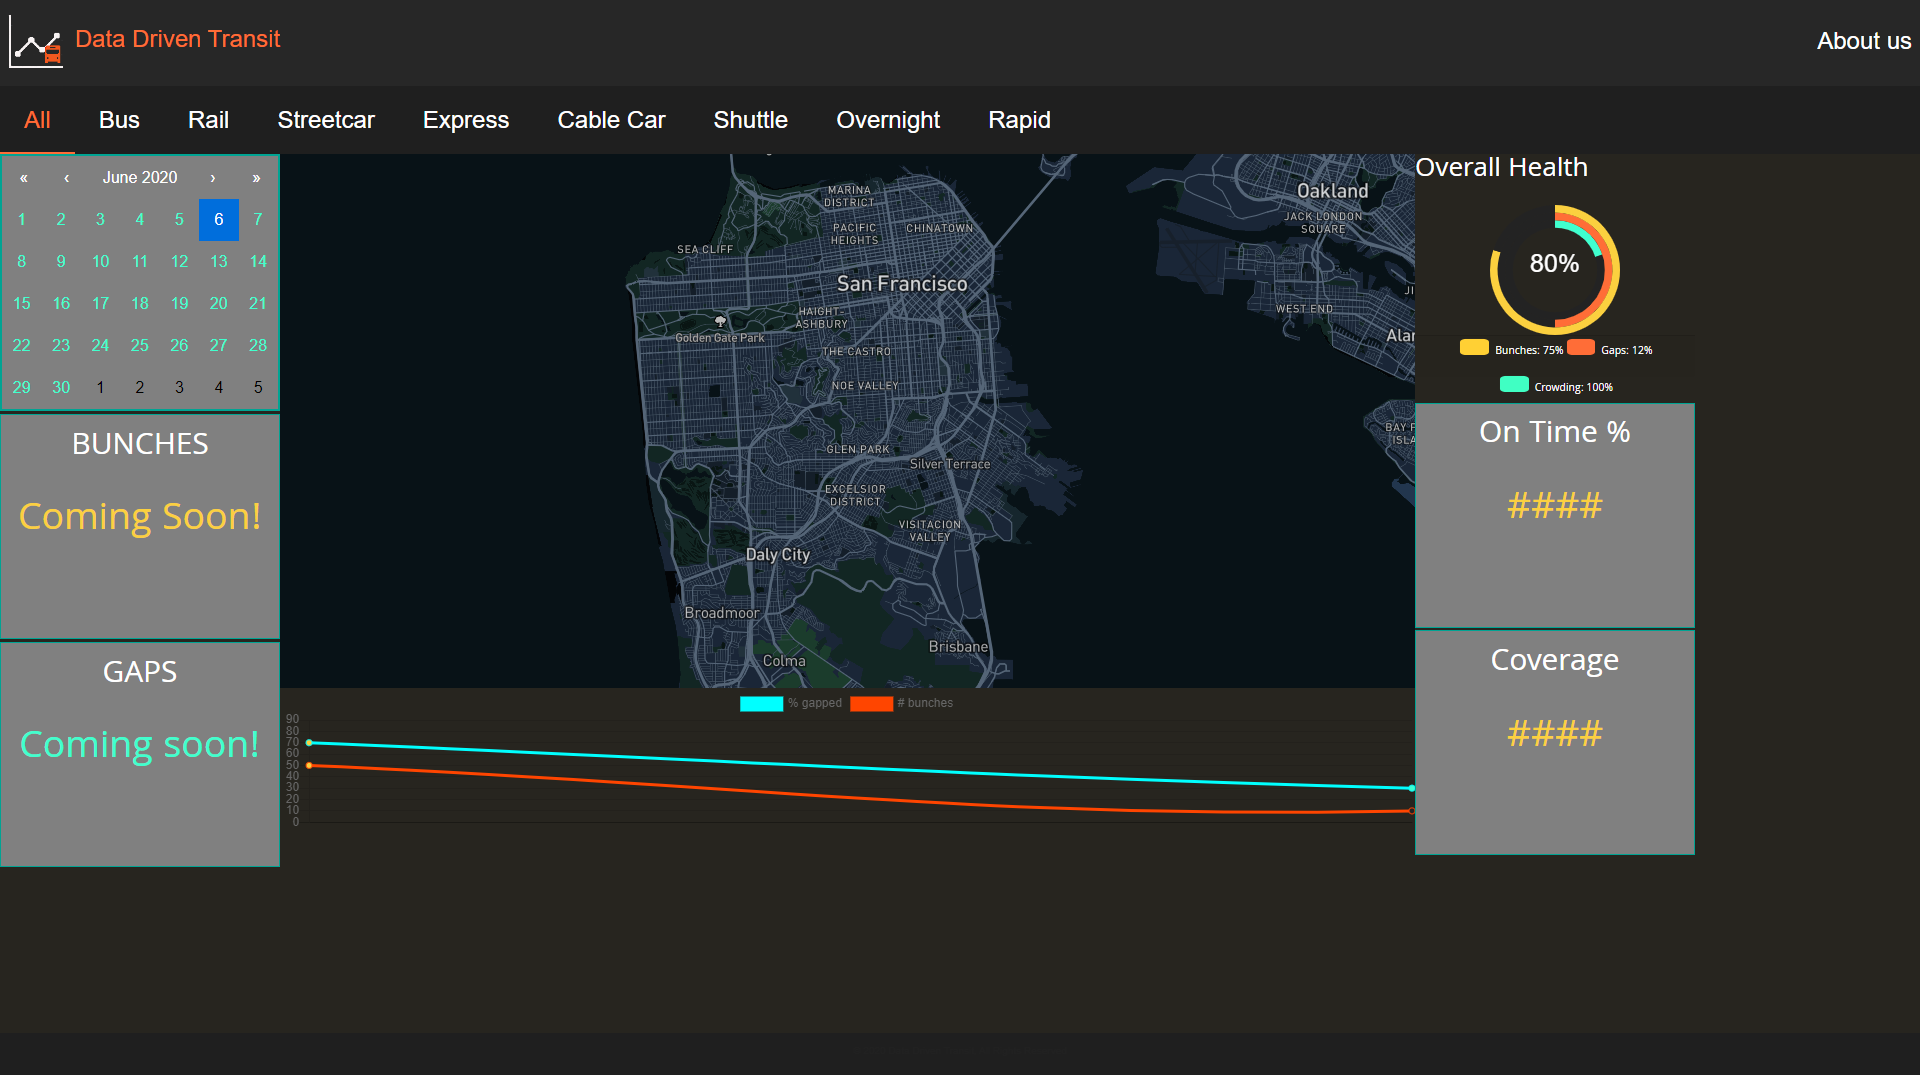 Data Driven Transit
About us
All Bus Rail Streetcar Express Cable Car Shuttle Overnight Rapid
« ‹ June 2020 › »
1 2 3 4 5 6 7
8 9 10 11 12 13 14
15 16 17 18 19 20 21
22 23 24 25 26 27 28
29 30 1 2 3 4 5
BUNCHES
Coming Soon!
GAPS
Coming soon!
MARINA
DISTRICT
PACIFIC
HEIGHTS
CHINATOWN
SEA CLIFF
San Francisco
HAIGHT-
ASHBURY
Golden Gate Park
THE CASTRO
NOE VALLEY
GLEN PARK
Silver Terrace
EXCELSIOR
DISTRICT
VISITACION
VALLEY
Daly City
Broadmoor
Brisbane
Colma
Oakland
JACK LONDON
SQUARE
WEST END
JI
Alar
BAY F
ISLA
% gapped # bunches
90
80
70
60
50
40
30
20
10
0
Overall Health
80%
Bunches: 75% Gaps: 12%
Crowding: 100%
On Time %
####
Coverage
####